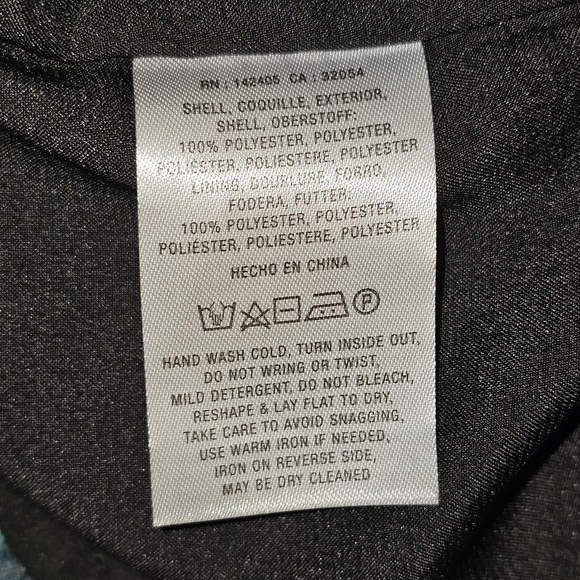 RN : 142405 CA : 32054
SHELL, COQUILLE, EXTERIOR,
SHELL, OBERSTOFF:
100% POLYESTER, POLYESTER,
POLIÉSTER, POLIESTERE, POLYESTER
LINING, DOUBLURE, FORRO,
FODERA, FUTTER:
100% POLYESTER, POLYESTER,
POLIÉSTER, POLIESTERE, POLYESTER
HECHO EN CHINA
P
HAND WASH COLD, TURN INSIDE OUT,
DO NOT WRING OR TWIST,
MILD DETERGENT, DO NOT BLEACH,
RESHAPE & LAY FLAT TO DRY,
TAKE CARE TO AVOID SNAGGING,
USE WARM IRON IF NEEDED,
IRON ON REVERSE SIDE,
MAY BE DRY CLEANED